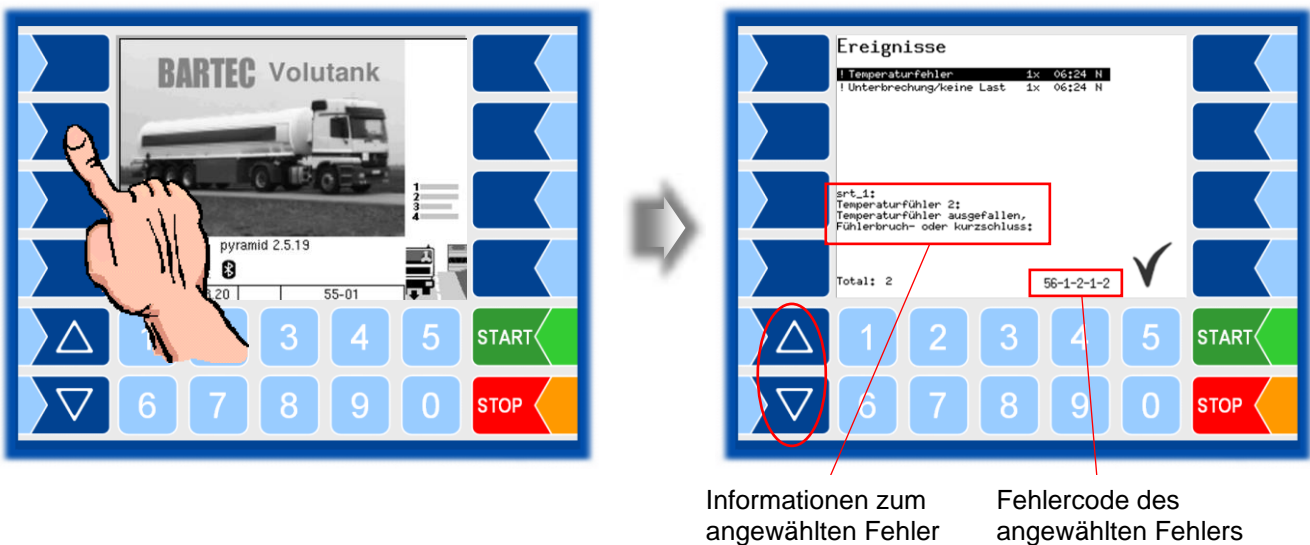 BARTEC Volutank
1
2
3
4
pyramid 2.5.19
.20 55-01
3 4 5 START
6 7 8 9 0 STOP
Ereignisse
! Temperaturfehler 1x 06:24 N
! Unterbrechung/keine Last 1x 06:24 N
srt_1:
Temperaturfühler 2:
Temperaturfühler ausgefallen,
Fühlerbruch- oder kurzschluss:
Total: 2 56-1-2-1-2
1 2 3 4 5 START
6 7 8 9 0 STOP
Informationen zum
angewählten Fehler
Fehlercode des
angewählten Fehlers